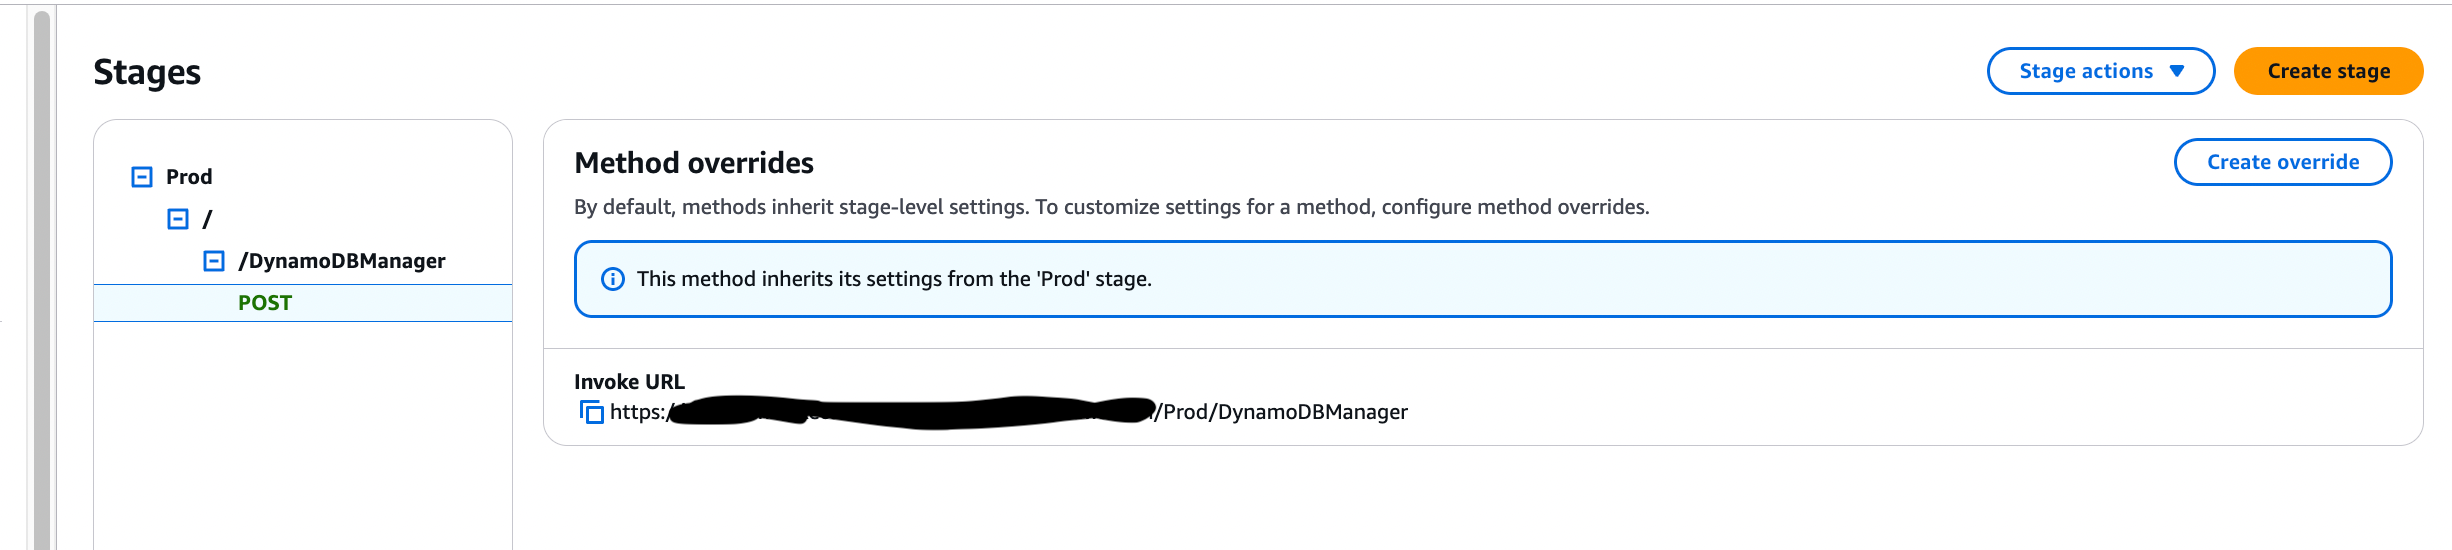 Stages
Stage actions
Create stage
Prod
/
/DynamoDBManager
POST
Method overrides
Create override
By default, methods inherit stage-level settings. To customize settings for a method, configure method overrides.
This method inherits its settings from the 'Prod' stage.
Invoke URL
https:/ /Prod/DynamoDBManager